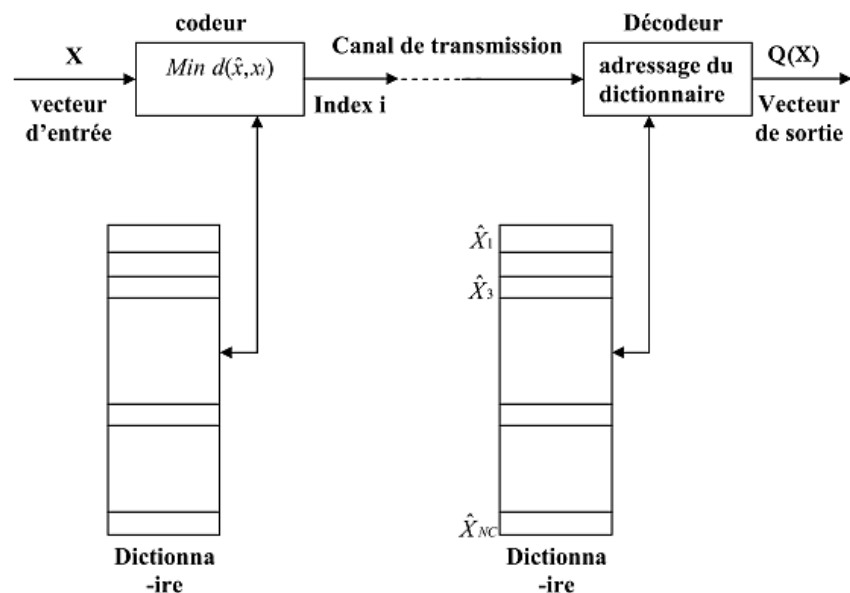 codeur
Décodeur
X
Min d(x̂,xᵢ)
Canal de transmission
adressage du
dictionnaire
Q(X)
vecteur
d’entrée
Index i
Vecteur
de sortie
X̂₁
X̂₃
X̂NC
Dictionna
-ire
Dictionna
-ire